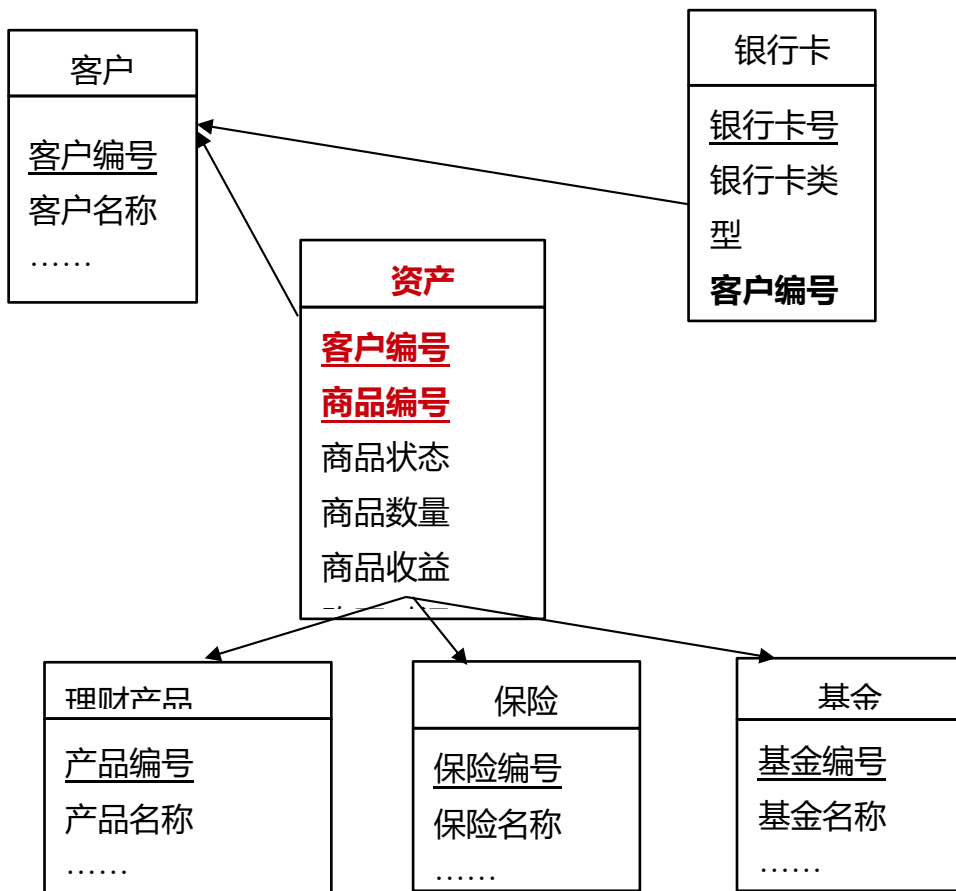 客户
客户编号
客户名称
……
银行卡
银行卡号
银行卡类
型
客户编号
资产
客户编号
商品编号
商品状态
商品数量
商品收益
理财产品
产品编号
产品名称
……
保险
保险编号
保险名称
……
基金
基金编号
基金名称
……